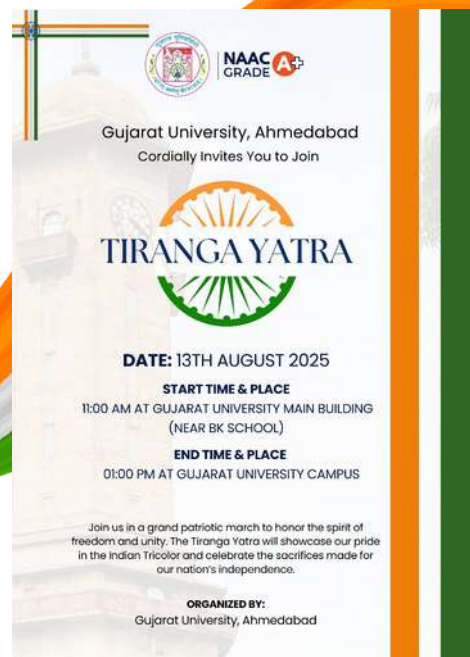 NAAC
GRADE A+
Gujarat University, Ahmedabad
Cordially Invites You to Join
TIRANGA YATRA
DATE: 13TH AUGUST 2025
START TIME & PLACE
11:00 AM AT GUJARAT UNIVERSITY MAIN BUILDING
(NEAR BK SCHOOL)
END TIME & PLACE
01:00 PM AT GUJARAT UNIVERSITY CAMPUS
Join us in a grand patriotic march to honor the spirit of
freedom and unity. The Tiranga Yatra will showcase our pride
in the Indian Tricolor and celebrate the sacrifices made for
our nation's independence.
ORGANIZED BY:
Gujarat University, Ahmedabad